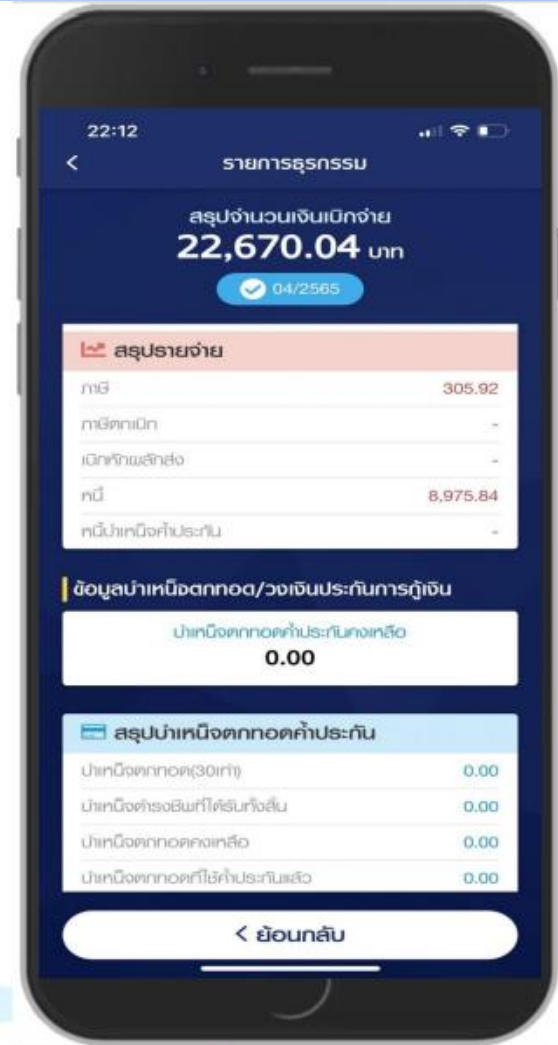 22:12
< รายการธุรกรรม
สรุปจำนวนเงินเบิกจ่าย
22,670.04 บาท
04/2565
สรุปรายจ่าย
ภาษี 305.92
ภาษีตกเบิก -
เบิกหักผลักส่ง -
หนี้ 8,975.84
หนี้บำเหน็จค้ำประกัน -
ข้อมูลบำเหน็จตกทอด/วงเงินประกันการกู้เงิน
บำเหน็จตกทอดค้ำประกันคงเหลือ
0.00
สรุปบำเหน็จตกทอดค้ำประกัน
บำเหน็จตกทอด(30เท่า) 0.00
บำเหน็จดำรงชีพที่ได้รับทั้งสิ้น 0.00
บำเหน็จตกทอดคงเหลือ 0.00
บำเหน็จตกทอดที่ใช้ค้ำประกันแล้ว 0.00
< ย้อนกลับ